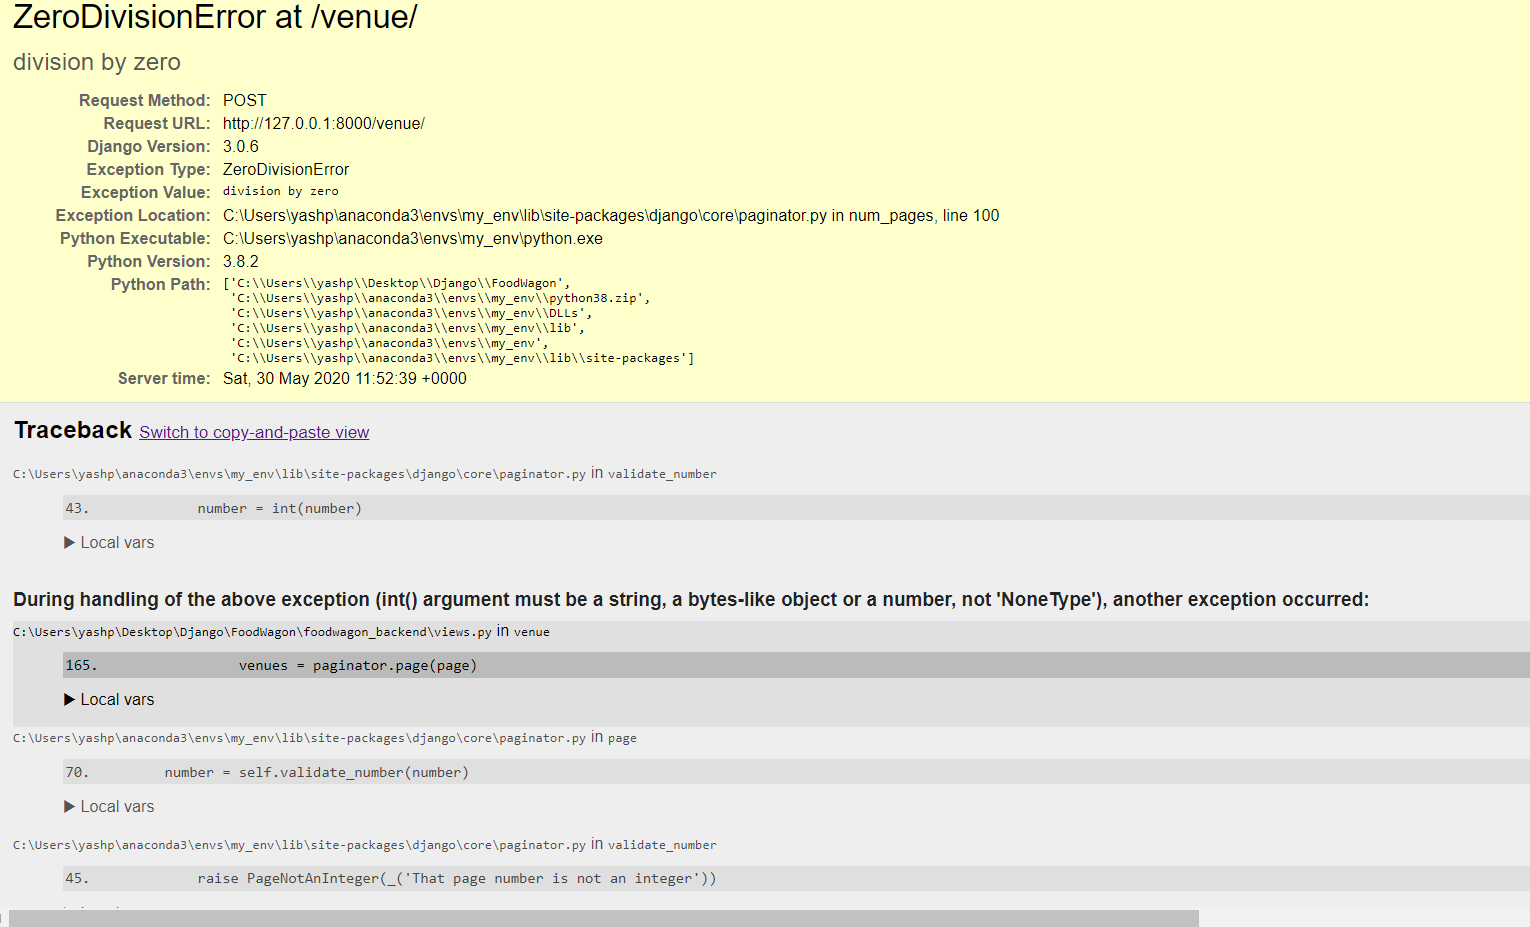 ZeroDivisionError at /venue/
division by zero
Request Method: POST
Request URL: http://127.0.0.1:8000/venue/
Django Version: 3.0.6
Exception Type: ZeroDivisionError
Exception Value: division by zero
Exception Location: C:\Users\yashp\anaconda3\envs\my_env\lib\site-packages\django\core\paginator.py in num_pages, line 100
Python Executable: C:\Users\yashp\anaconda3\envs\my_env\python.exe
Python Version: 3.8.2
Python Path: ['C:\\Users\\yashp\\Desktop\\Django\\FoodWagon',
'C:\\Users\\yashp\\anaconda3\\envs\\my_env\\python38.zip',
'C:\\Users\\yashp\\anaconda3\\envs\\my_env\\DLLs',
'C:\\Users\\yashp\\anaconda3\\envs\\my_env\\lib',
'C:\\Users\\yashp\\anaconda3\\envs\\my_env',
'C:\\Users\\yashp\\anaconda3\\envs\\my_env\\lib\\site-packages']
Server time: Sat, 30 May 2020 11:52:39 +0000
Traceback Switch to copy-and-paste view
C:\Users\yashp\anaconda3\envs\my_env\lib\site-packages\django\core\paginator.py in validate_number
43. number = int(number)
▶ Local vars
During handling of the above exception (int() argument must be a string, a bytes-like object or a number, not 'NoneType'), another exception occurred:
C:\Users\yashp\Desktop\Django\FoodWagon\foodwagon_backend\views.py in venue
165. venues = paginator.page(page)
▶ Local vars
C:\Users\yashp\anaconda3\envs\my_env\lib\site-packages\django\core\paginator.py in page
70. number = self.validate_number(number)
▶ Local vars
C:\Users\yashp\anaconda3\envs\my_env\lib\site-packages\django\core\paginator.py in validate_number
45. raise PageNotAnInteger(_('That page number is not an integer'))